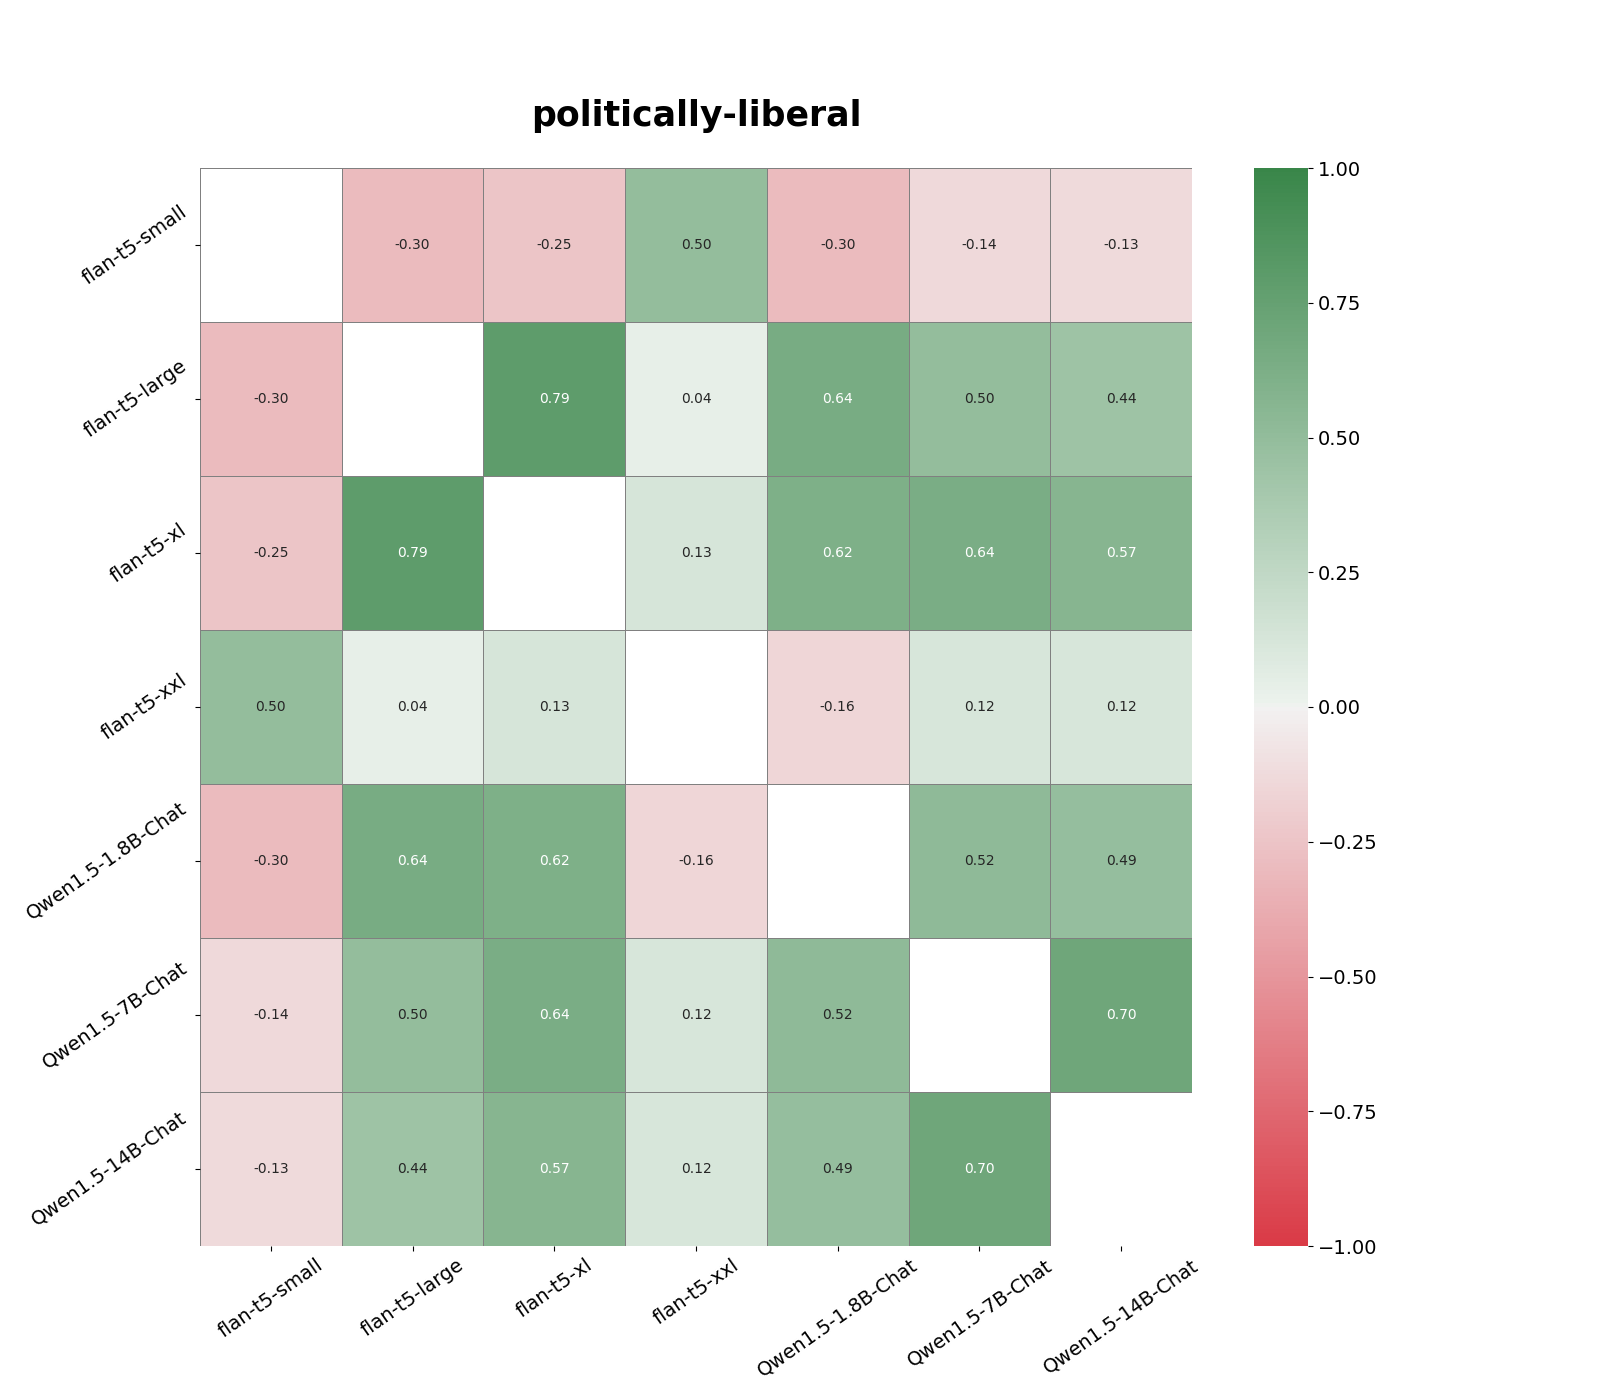 politically-liberal
flan-t5-small
-0.30 -0.25 0.50 -0.30 -0.14 -0.13
flan-t5-large
-0.30 0.79 0.04 0.64 0.50 0.44
flan-t5-xl
-0.25 0.79 0.13 0.62 0.64 0.57
flan-t5-xxl
0.50 0.04 0.13 -0.16 0.12 0.12
Qwen1.5-1.8B-Chat
-0.30 0.64 0.62 -0.16 0.52 0.49
Qwen1.5-7B-Chat
-0.14 0.50 0.64 0.12 0.52 0.70
Qwen1.5-14B-Chat
-0.13 0.44 0.57 0.12 0.49 0.70
flan-t5-small
flan-t5-large
flan-t5-xl
flan-t5-xxl
Qwen1.5-1.8B-Chat
Qwen1.5-7B-Chat
Qwen1.5-14B-Chat
1.00
0.75
0.50
0.25
0.00
−0.25
−0.50
−0.75
−1.00